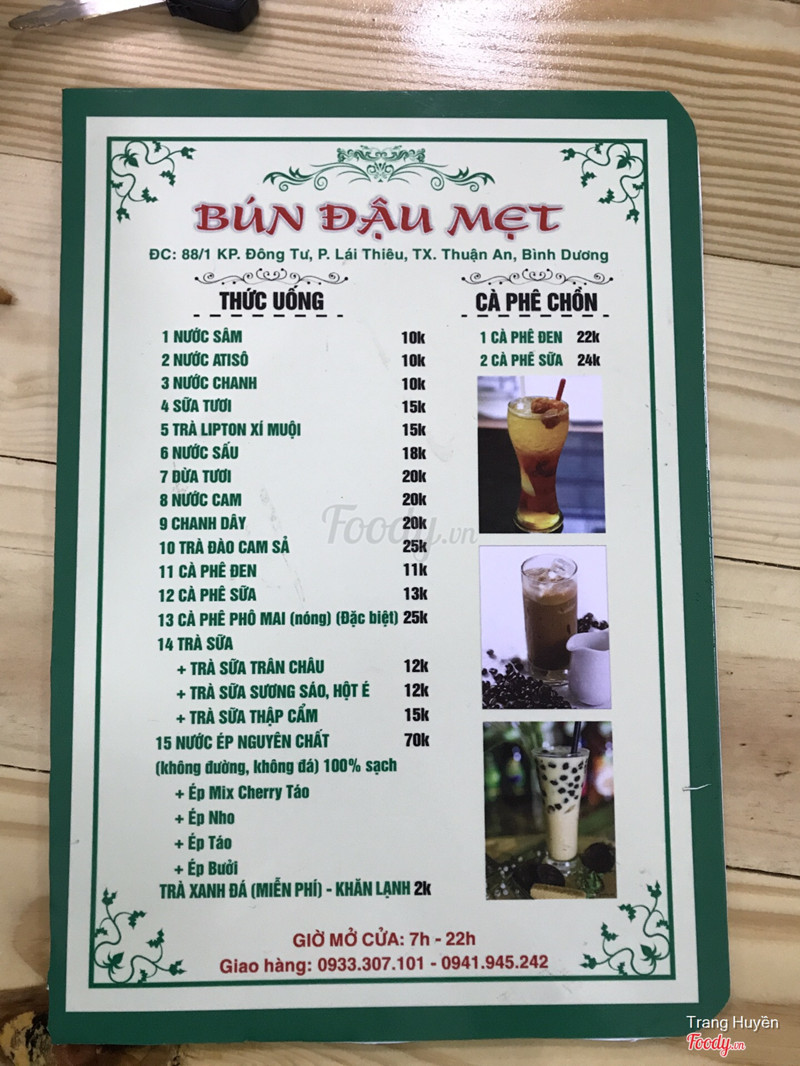 BÚN ĐẬU MẸT
ĐC: 88/1 KP. Đông Tư, P. Lái Thiêu, TX. Thuận An, Bình Dương
THỨC UỐNG
1 NƯỚC SÂM 10k
2 NƯỚC ATISÔ 10k
3 NƯỚC CHANH 10k
4 SỮA TƯƠI 15k
5 TRÀ LIPTON XÍ MUỘI 15k
6 NƯỚC SẤU 18k
7 DỪA TƯƠI 20k
8 NƯỚC CAM 20k
9 CHANH DÂY 20k
10 TRÀ ĐÀO CAM SẢ 25k
11 CÀ PHÊ ĐEN 11k
12 CÀ PHÊ SỮA 13k
13 CÀ PHÊ PHÔ MAI (nóng) (Đặc biệt) 25k
14 TRÀ SỮA
+ TRÀ SỮA TRÂN CHÂU 12k
+ TRÀ SỮA SƯƠNG SÁO, HỘT É 12k
+ TRÀ SỮA THẬP CẨM 15k
15 NƯỚC ÉP NGUYÊN CHẤT 70k
(không đường, không đá) 100% sạch
+ Ép Mix Cherry Táo
+ Ép Nho
+ Ép Táo
+ Ép Bưởi
TRÀ XANH ĐÁ (MIỄN PHÍ) - KHĂN LẠNH 2k
CÀ PHÊ CHỒN
1 CÀ PHÊ ĐEN 22k
2 CÀ PHÊ SỮA 24k
Foody.vn
GIỜ MỞ CỬA: 7h - 22h
Giao hàng: 0933.307.101 - 0941.945.242
Trang Huyền
Foody.vn